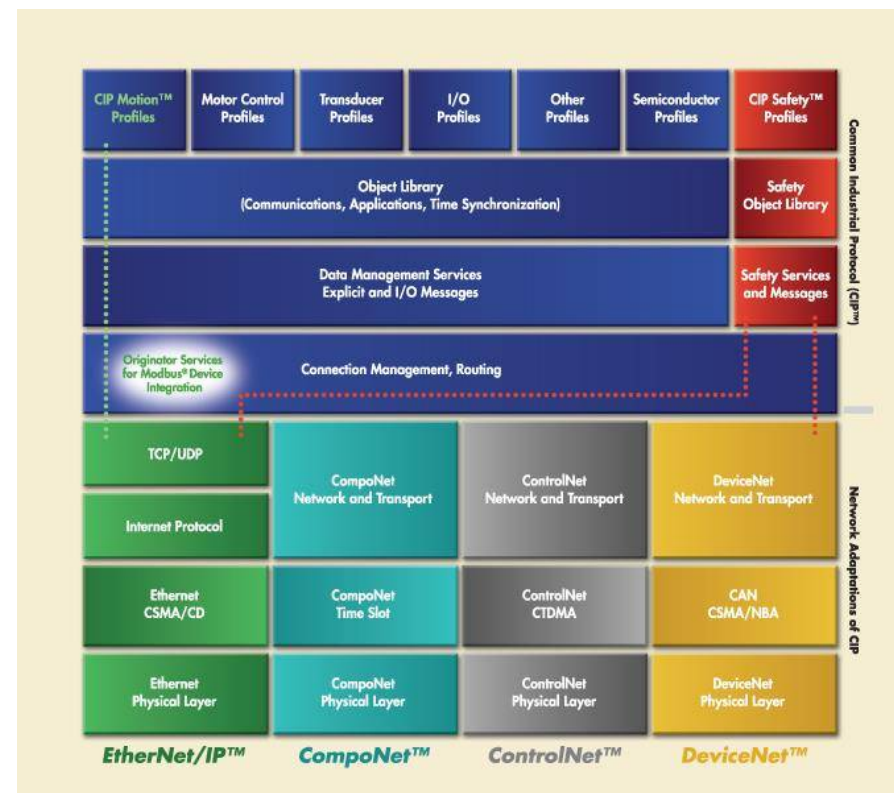 CIP Motion™
Profiles
Motor Control
Profiles
Transducer
Profiles
I/O
Profiles
Other
Profiles
Semiconductor
Profiles
CIP Safety™
Profiles
Object Library
(Communications, Applications, Time Synchronization)
Safety
Object Library
Data Management Services
Explicit and I/O Messages
Safety Services
and Messages
Originator Services
for Modbus® Device
Integration
Connection Management, Routing
Common Industrial Protocol (CIP™)
TCP/UDP
Internet Protocol
CompoNet
Network and Transport
ControlNet
Network and Transport
DeviceNet
Network and Transport
Ethernet
CSMA/CD
CompoNet
Time Slot
ControlNet
CTDMA
CAN
CSMA/NBA
Ethernet
Physical Layer
CompoNet
Physical Layer
ControlNet
Physical Layer
DeviceNet
Physical Layer
Network Adaptations of CIP
EtherNet/IP™
CompoNet™
ControlNet™
DeviceNet™